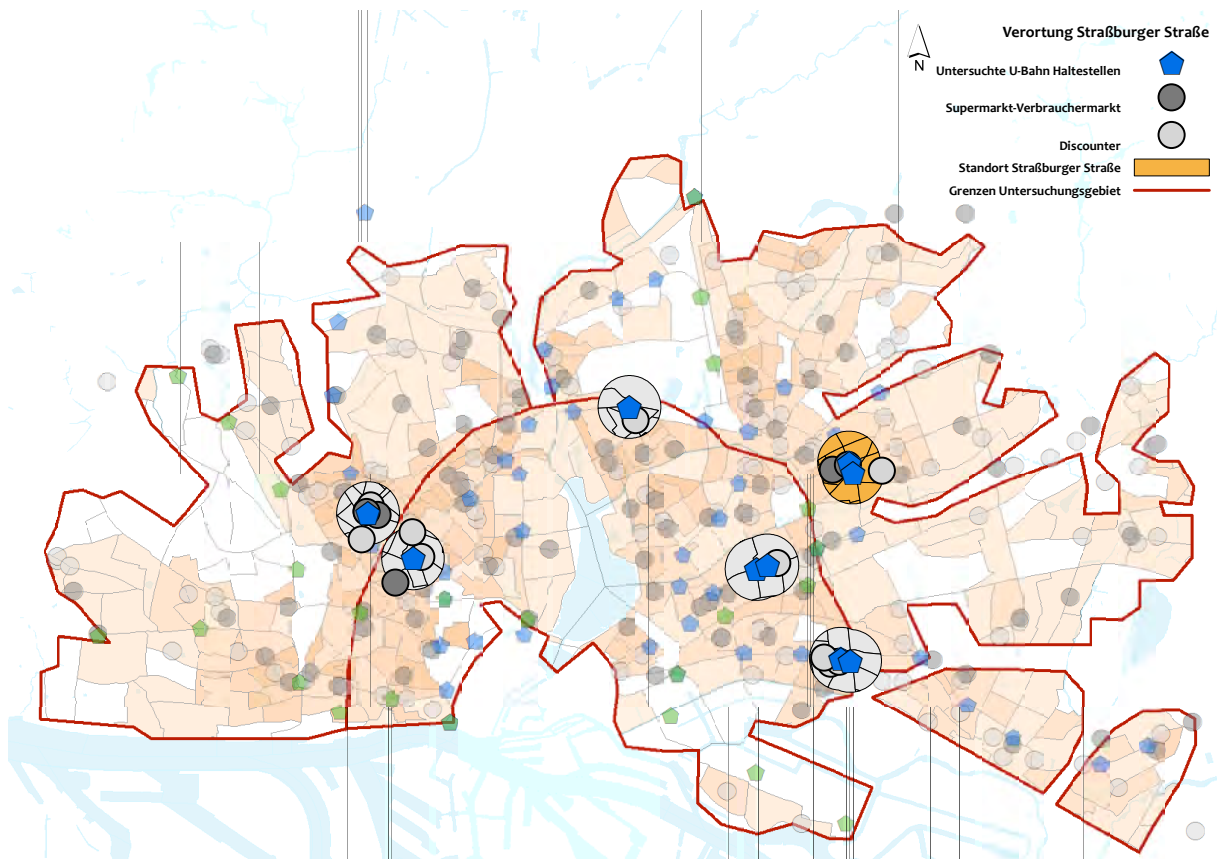 Verortung Straßburger Straße
N
Untersuchte U-Bahn Haltestellen
Supermarkt-Verbrauchermarkt
Discounter
Standort Straßburger Straße
Grenzen Untersuchungsgebiet